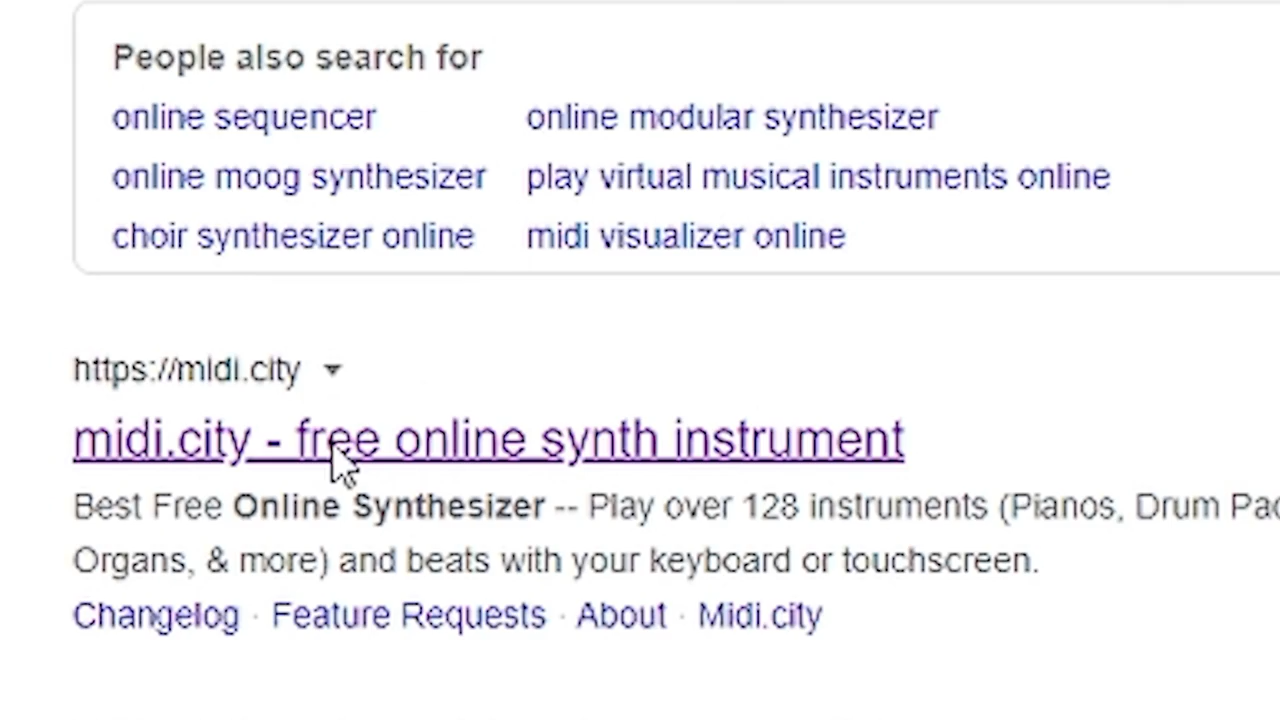 People also search for
online sequencer online modular synthesizer
online moog synthesizer play virtual musical instruments online
choir synthesizer online midi visualizer online
https://midi.city
midi.city - free online synth instrument
Best Free Online Synthesizer -- Play over 128 instruments (Pianos, Drum Pa
Organs, & more) and beats with your keyboard or touchscreen.
Changelog · Feature Requests · About · Midi.city